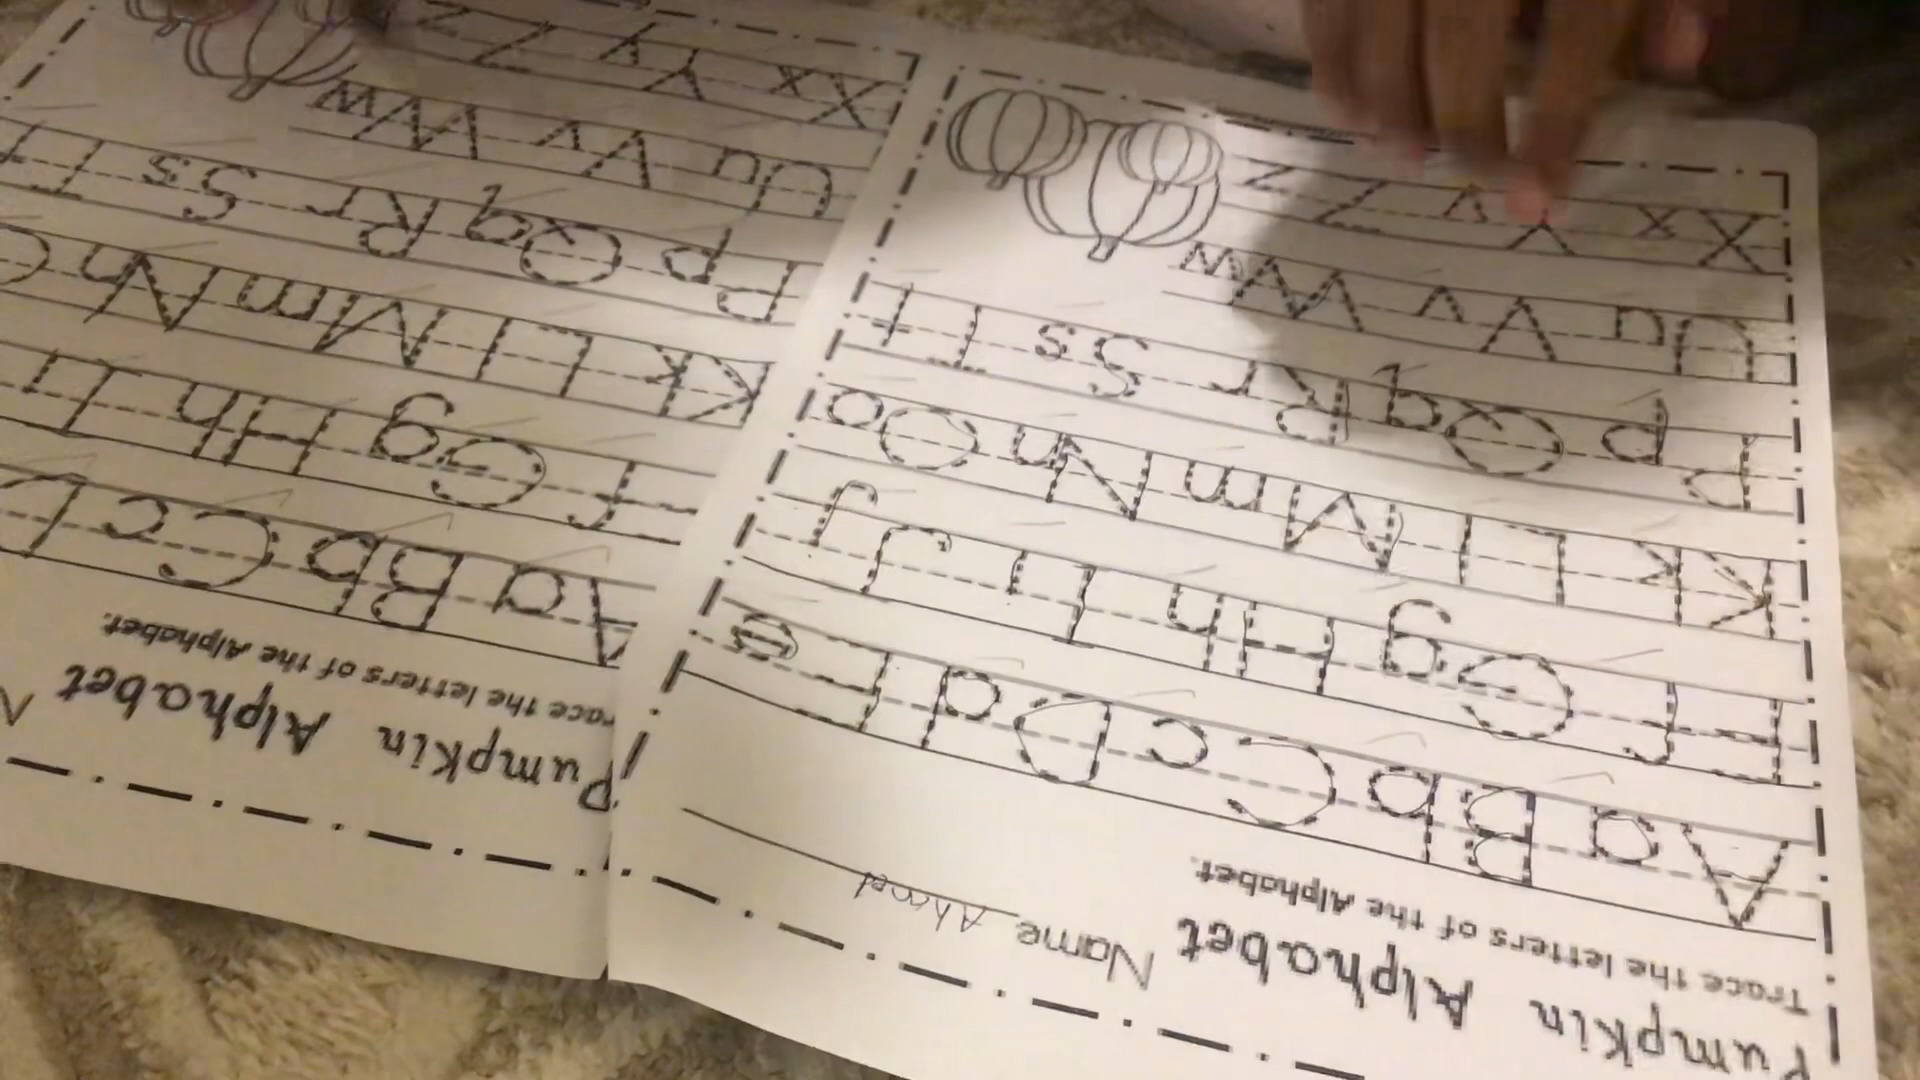 Pumpkin Alphabet
Trace the letters of the Alphabet.
Name Ahmed
Aa Bb Cc Dd Ee
Ff Gg Hh Ii Jj
Kk Ll Mm Nn Oo
Pp Qq Rr Ss Tt
Uu Vv Ww
Xx Yy Zz
Pumpkin Alphabet
Trace the letters of the Alphabet.
Aa Bb Cc
Ff Gg Hh
Kk Ll Mm Nn
Pp Qq Rr Ss Tt
Uu Vv Ww
Xx Yy Zz